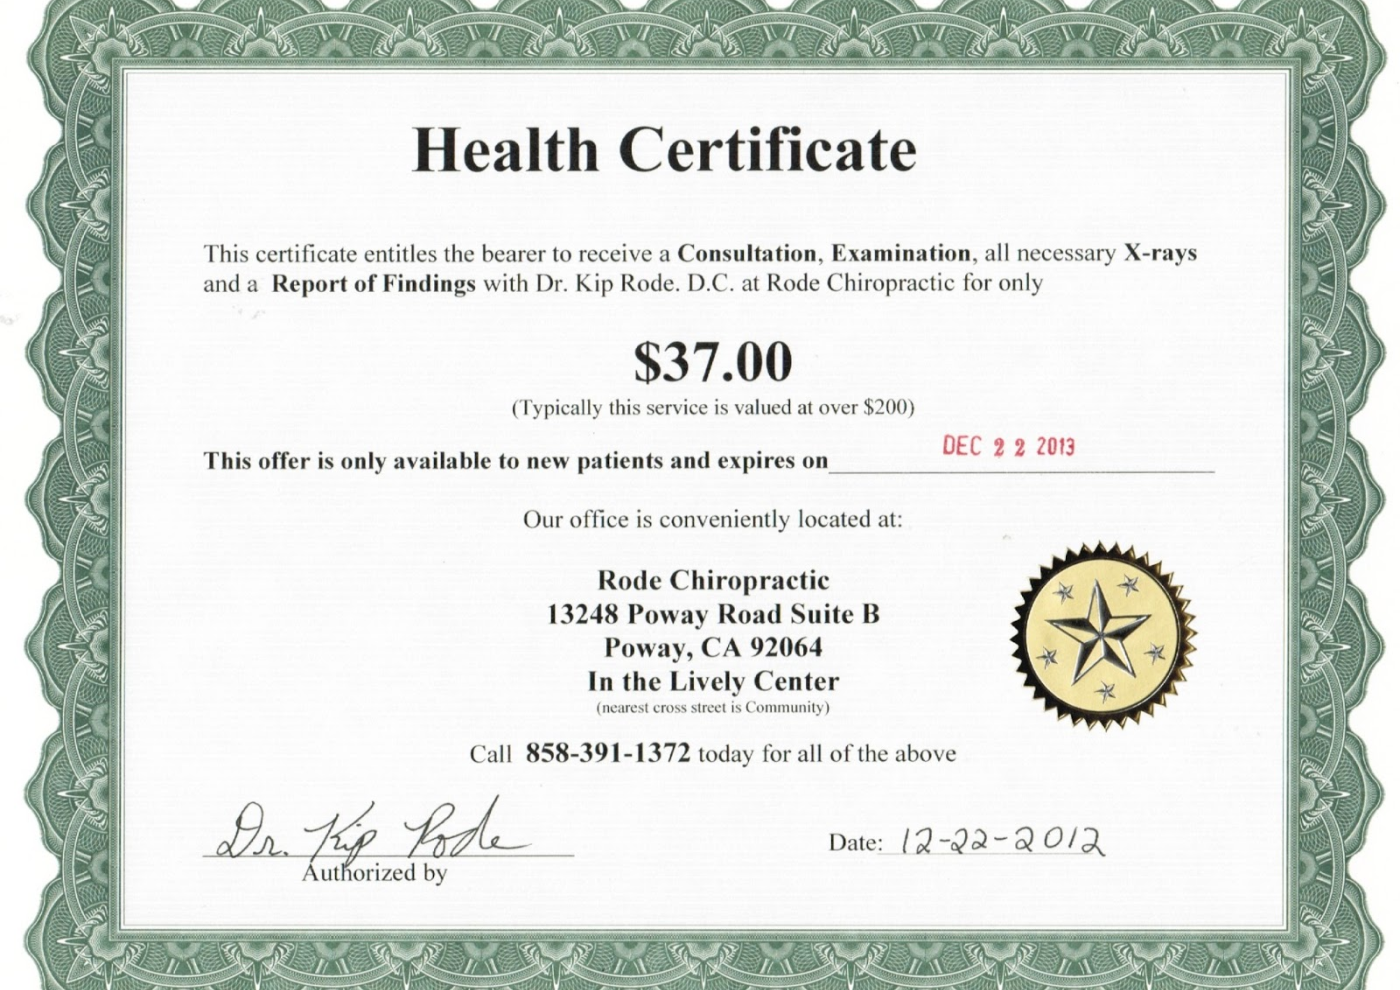 Health Certificate
This certificate entitles the bearer to receive a Consultation, Examination, all necessary X-rays
and a Report of Findings with Dr. Kip Rode. D.C. at Rode Chiropractic for only
$37.00
(Typically this service is valued at over $200)
This offer is only available to new patients and expires on DEC 22 2013
Our office is conveniently located at:
Rode Chiropractic
13248 Poway Road Suite B
Poway, CA 92064
In the Lively Center
(nearest cross street is Community)
Call 858-391-1372 today for all of the above
Dr. Kip Rode
Authorized by
Date: 12-22-2012